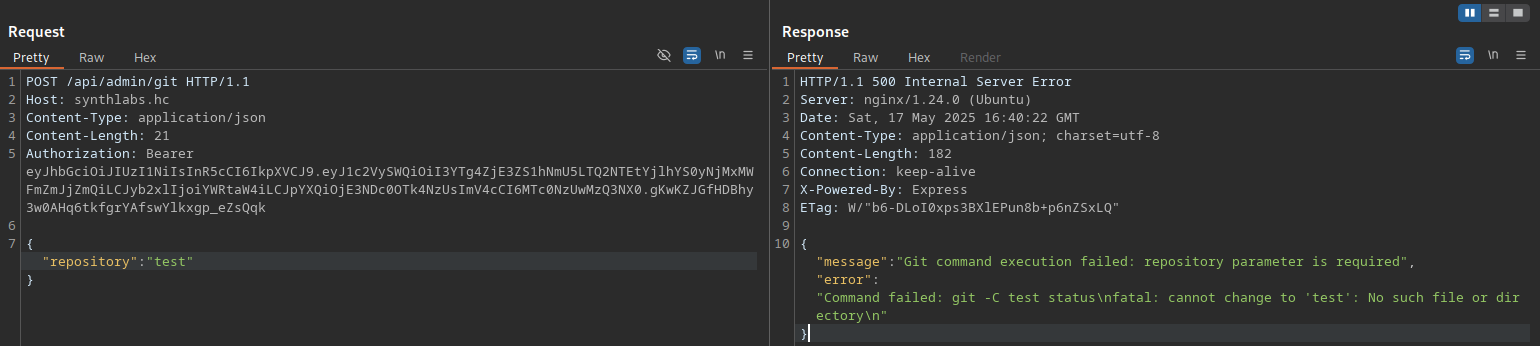 Request
Pretty Raw Hex \n
1 POST /api/admin/git HTTP/1.1
2 Host: synthlabs.hc
3 Content-Type: application/json
4 Content-Length: 21
5 Authorization: Bearer
eyJhbGciOiJIUzI1NiIsInR5cCI6IkpXVCJ9.eyJ1c2VySWQiOiI3YTg4ZjE3ZS1hNmU5LTQ2NTEtYjlhYS0yNjMxMW
FmZmJjZmQiLCJyb2xlIjoiYWRtaW4iLCJpYXQiOjE3NDc0OTk4NzUsImV4cCI6MTc0NzUwMzQ3NX0.gKwKZJGfHDBhy
3w0AHq6tkfgrYAfswYlkxgp_eZsQqk
6
7 {
"repository":"test"
}
Response
Pretty Raw Hex Render \n
1 HTTP/1.1 500 Internal Server Error
2 Server: nginx/1.24.0 (Ubuntu)
3 Date: Sat, 17 May 2025 16:40:22 GMT
4 Content-Type: application/json; charset=utf-8
5 Content-Length: 182
6 Connection: keep-alive
7 X-Powered-By: Express
8 ETag: W/"b6-DLoI0xps3BXlEPun8b+p6nZSxLQ"
9
10 {
"message":"Git command execution failed: repository parameter is required",
"error":
"Command failed: git -C test status\nfatal: cannot change to 'test': No such file or dir
ectory\n"
}